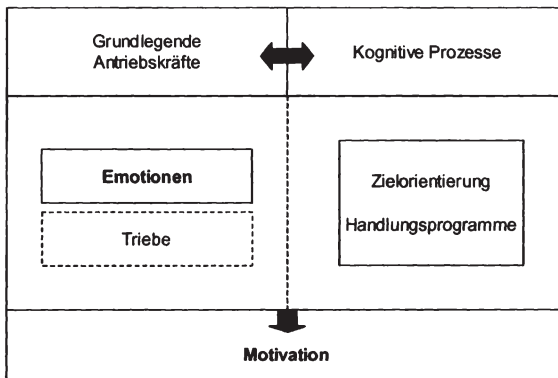 Grundlegende
Antriebskräfte
Kognitive Prozesse
Emotionen
Triebe
Zielorientierung
Handlungsprogramme
Motivation